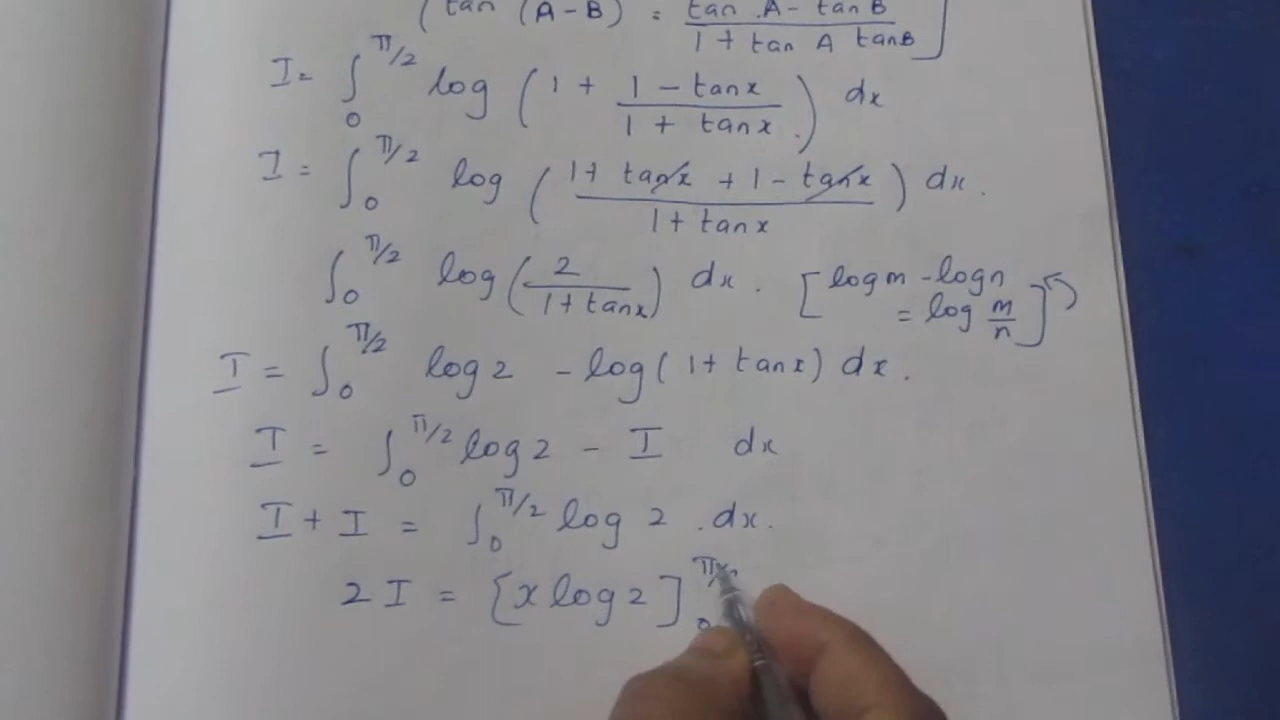 (tan (A - B) = tan A - tan B / 1 + tan A tan B ]
I = ∫₀^π/2 log ( 1 + 1 - tan x / 1 + tan x ) dx
I = ∫₀^π/2 log ( 1 + tan x + 1 - tan x / 1 + tan x ) dx.
∫₀^π/2 log ( 2 / 1 + tan x ) dx. [ log m - log n = log m/n ]
I = ∫₀^π/2 log 2 - log ( 1 + tan x ) dx.
I = ∫₀^π/2 log 2 - I dx
I + I = ∫₀^π/2 log 2 . dx.
2 I = [ x log 2 ]₀^π/2